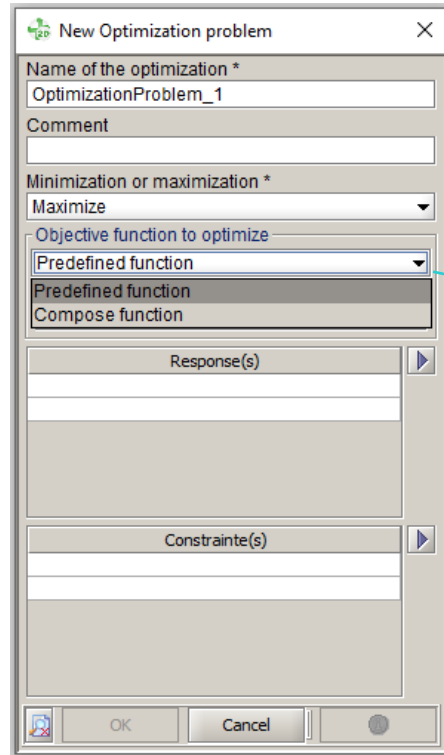 New Optimization problem
Name of the optimization *
OptimizationProblem_1
Comment
Minimization or maximization *
Maximize
Objective function to optimize
Predefined function
Predefined function
Compose function
Response(s)
Constrainte(s)
OK
Cancel